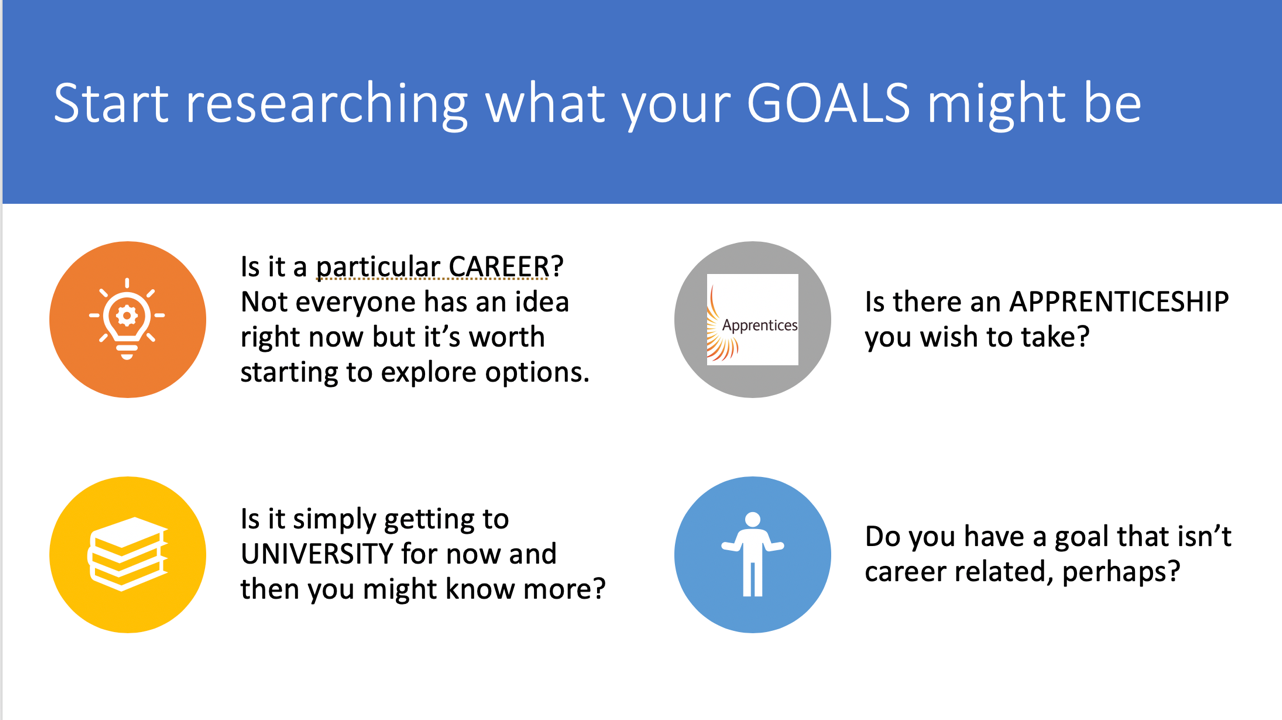 Start researching what your GOALS might be
Is it a particular CAREER?
Not everyone has an idea
right now but it’s worth
starting to explore options.
Apprentices
Is there an APPRENTICESHIP
you wish to take?
Is it simply getting to
UNIVERSITY for now and
then you might know more?
Do you have a goal that isn’t
career related, perhaps?